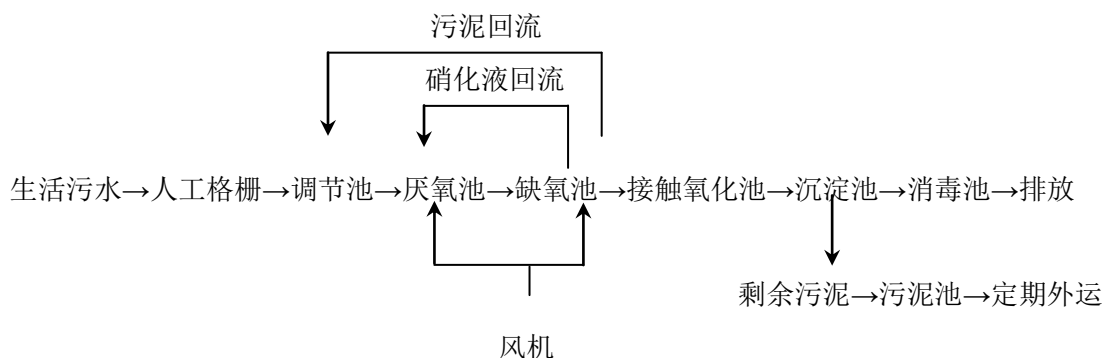 污泥回流
硝化液回流
生活污水→人工格栅→调节池→厌氧池→缺氧池→接触氧化池→沉淀池→消毒池→排放
剩余污泥→污泥池→定期外运
风机